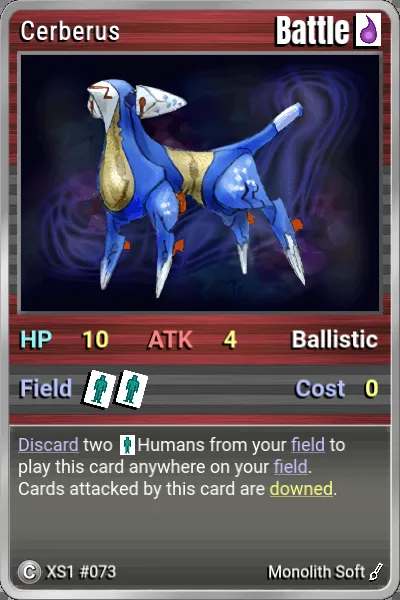 Cerberus Battle
HP 10 ATK 4 Ballistic
Field Cost 0
Discard two Humans from your field to
play this card anywhere on your field.
Cards attacked by this card are downed.
C XS1 #073 Monolith Soft